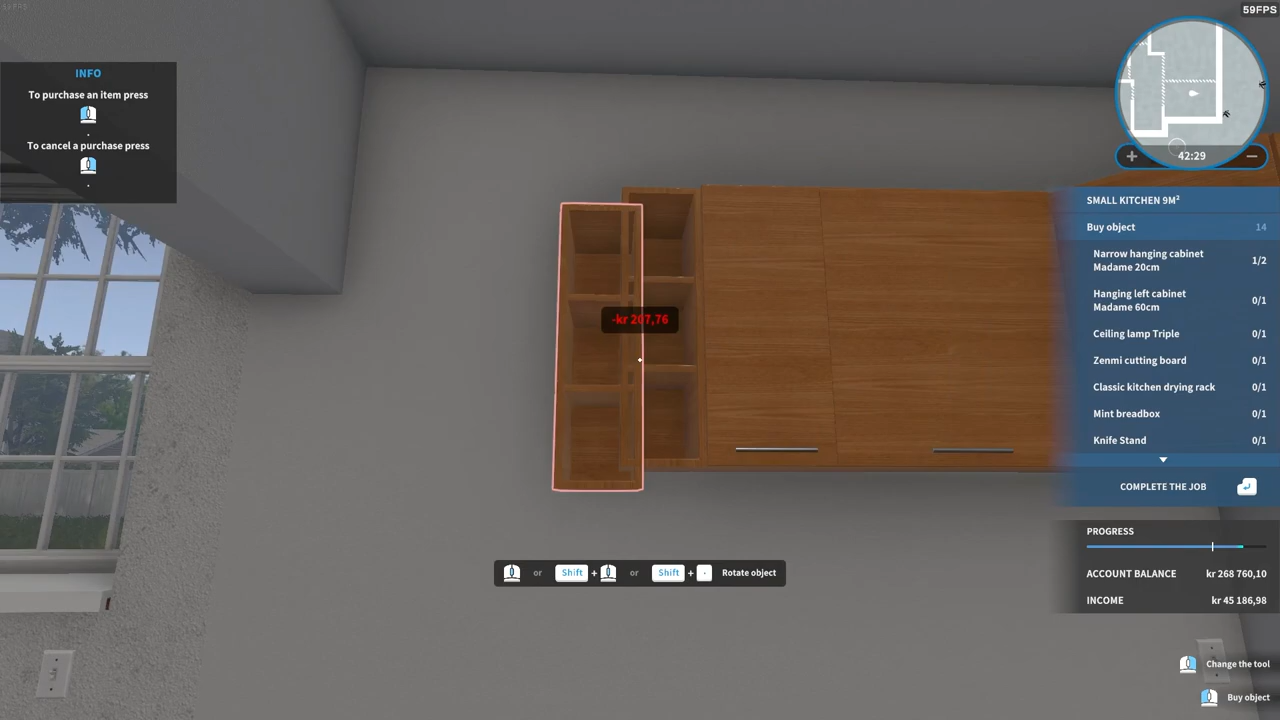 59FPS
INFO
To purchase an item press
.
To cancel a purchase press
.
42:29
SMALL KITCHEN 9M²
Buy object 14
Narrow hanging cabinet
Madame 20cm 1/2
Hanging left cabinet
Madame 60cm 0/1
Ceiling lamp Triple 0/1
Zenmi cutting board 0/1
Classic kitchen drying rack 0/1
Mint breadbox 0/1
Knife Stand 0/1
COMPLETE THE JOB
-kr 207,76
PROGRESS
ACCOUNT BALANCE kr 268 760,10
INCOME kr 45 186,98
or Shift + or Shift + . Rotate object
Change the tool
Buy object